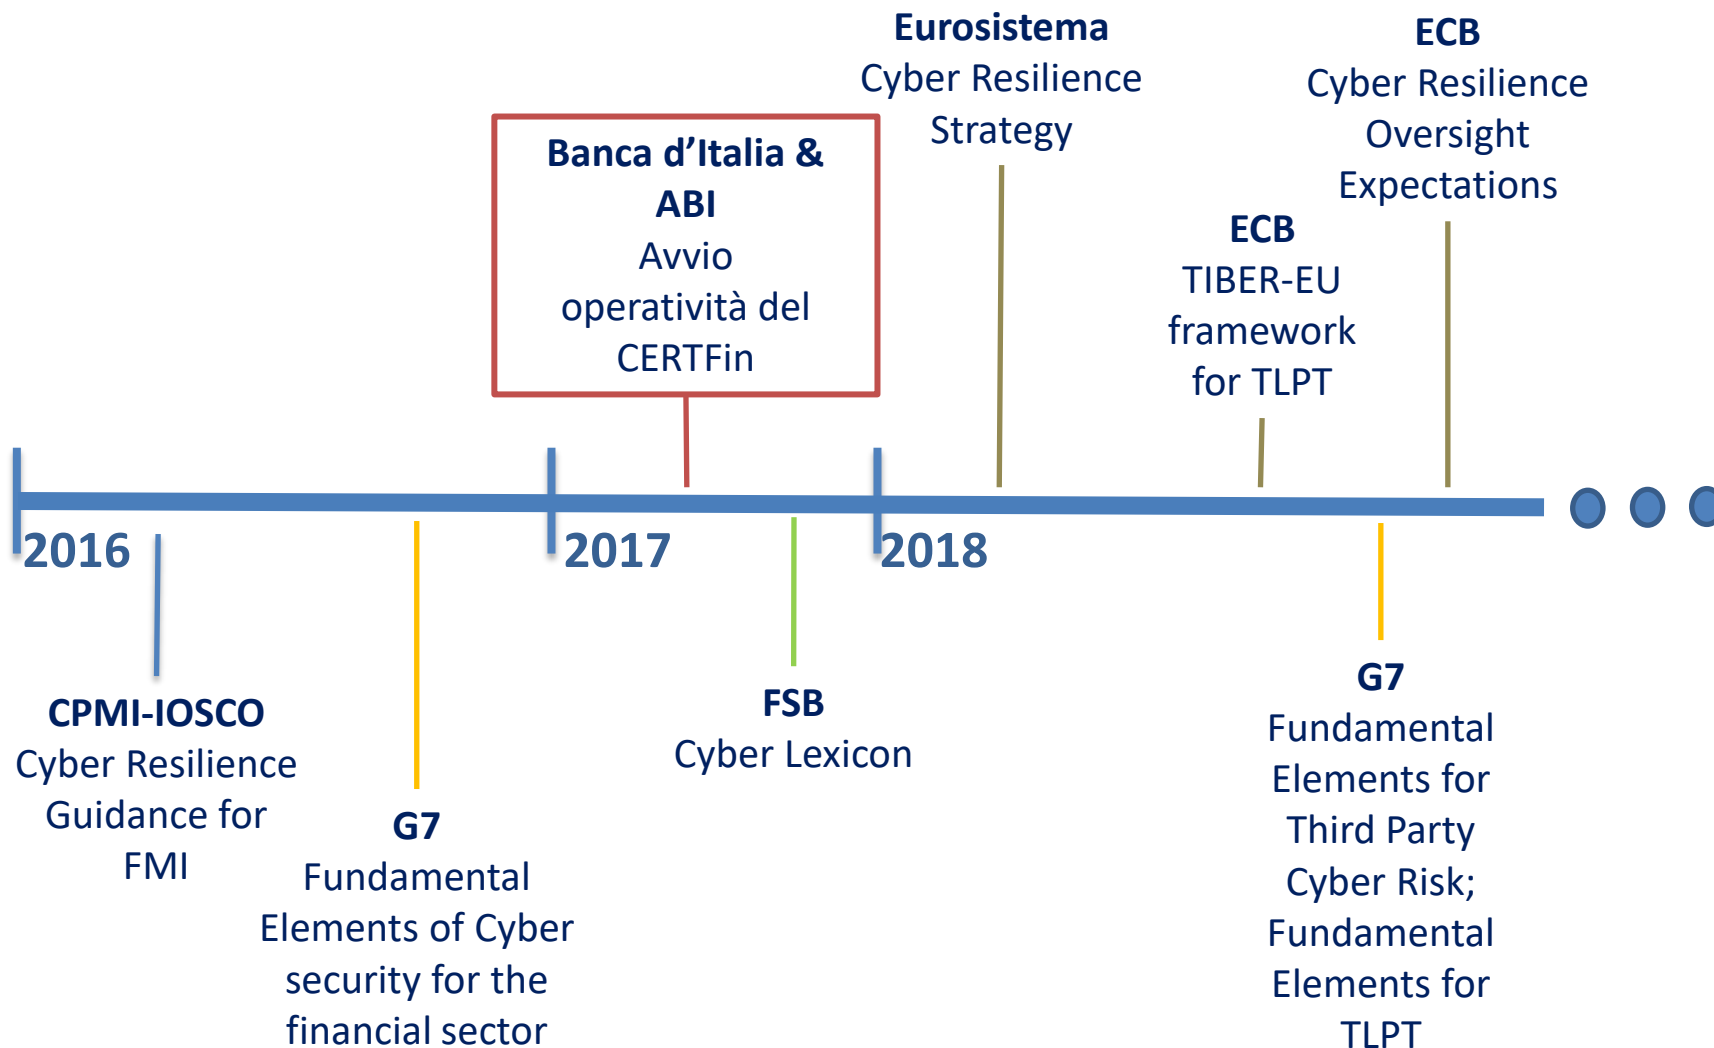 Eurosistema
Cyber Resilience
Strategy
ECB
Cyber Resilience
Oversight
Expectations
Banca d’Italia &
ABI
Avvio
operatività del
CERTFin
ECB
TIBER-EU
framework
for TLPT
2016
2017
2018
CPMI-IOSCO
Cyber Resilience
Guidance for
FMI
G7
Fundamental
Elements of Cyber
security for the
financial sector
FSB
Cyber Lexicon
G7
Fundamental
Elements for
Third Party
Cyber Risk;
Fundamental
Elements for
TLPT